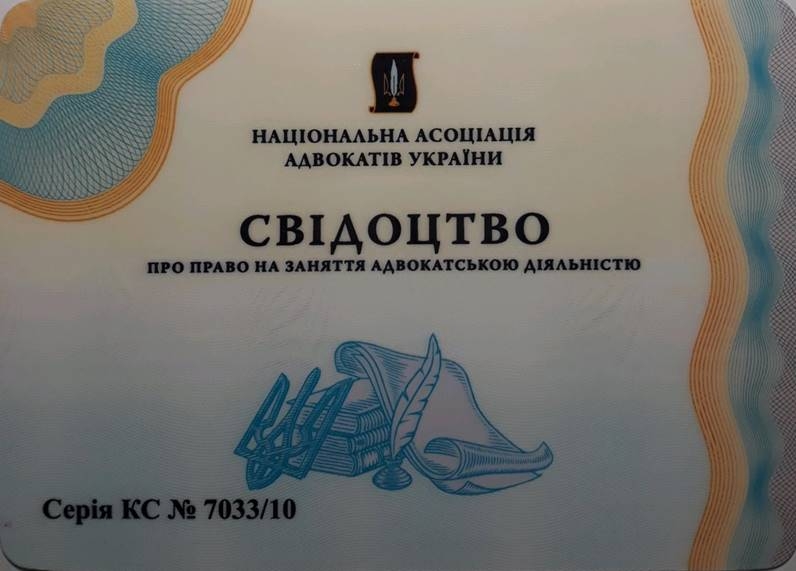 НАЦІОНАЛЬНА АСОЦІАЦІЯ
АДВОКАТІВ УКРАЇНИ
СВІДОЦТВО
ПРО ПРАВО НА ЗАНЯТТЯ АДВОКАТСЬКОЮ ДІЯЛЬНІСТЮ
Серія КС № 7033/10